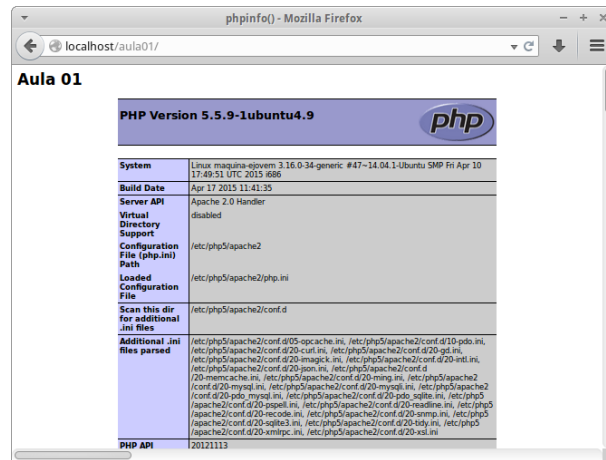 phpinfo() - Mozilla Firefox
localhost/aula01/
Aula 01
PHP Version 5.5.9-1ubuntu4.9
php
System
Linux maquina-ejovem 3.16.0-34-generic #47~14.04.1-Ubuntu SMP Fri Apr 10
17:49:51 UTC 2015 i686
Build Date
Apr 17 2015 11:41:35
Server API
Apache 2.0 Handler
Virtual
Directory
Support
disabled
Configuration
File (php.ini)
Path
/etc/php5/apache2
Loaded
Configuration
File
/etc/php5/apache2/php.ini
Scan this dir
for additional
.ini files
/etc/php5/apache2/conf.d
Additional .ini
files parsed
/etc/php5/apache2/conf.d/05-opcache.ini, /etc/php5/apache2/conf.d/10-pdo.ini,
/etc/php5/apache2/conf.d/20-curl.ini, /etc/php5/apache2/conf.d/20-gd.ini,
/etc/php5/apache2/conf.d/20-imagick.ini, /etc/php5/apache2/conf.d/20-intl.ini,
/etc/php5/apache2/conf.d/20-json.ini, /etc/php5/apache2/conf.d
/20-memcache.ini, /etc/php5/apache2/conf.d/20-ming.ini, /etc/php5/apache2
/conf.d/20-mysql.ini, /etc/php5/apache2/conf.d/20-mysqli.ini, /etc/php5/apache2
/conf.d/20-pdo_mysql.ini, /etc/php5/apache2/conf.d/20-pdo_sqlite.ini, /etc/php5
/apache2/conf.d/20-pspell.ini, /etc/php5/apache2/conf.d/20-readline.ini, /etc/php5
/apache2/conf.d/20-recode.ini, /etc/php5/apache2/conf.d/20-snmp.ini, /etc/php5
/apache2/conf.d/20-sqlite3.ini, /etc/php5/apache2/conf.d/20-tidy.ini, /etc/php5
/apache2/conf.d/20-xmlrpc.ini, /etc/php5/apache2/conf.d/20-xsl.ini
PHP API
20121113